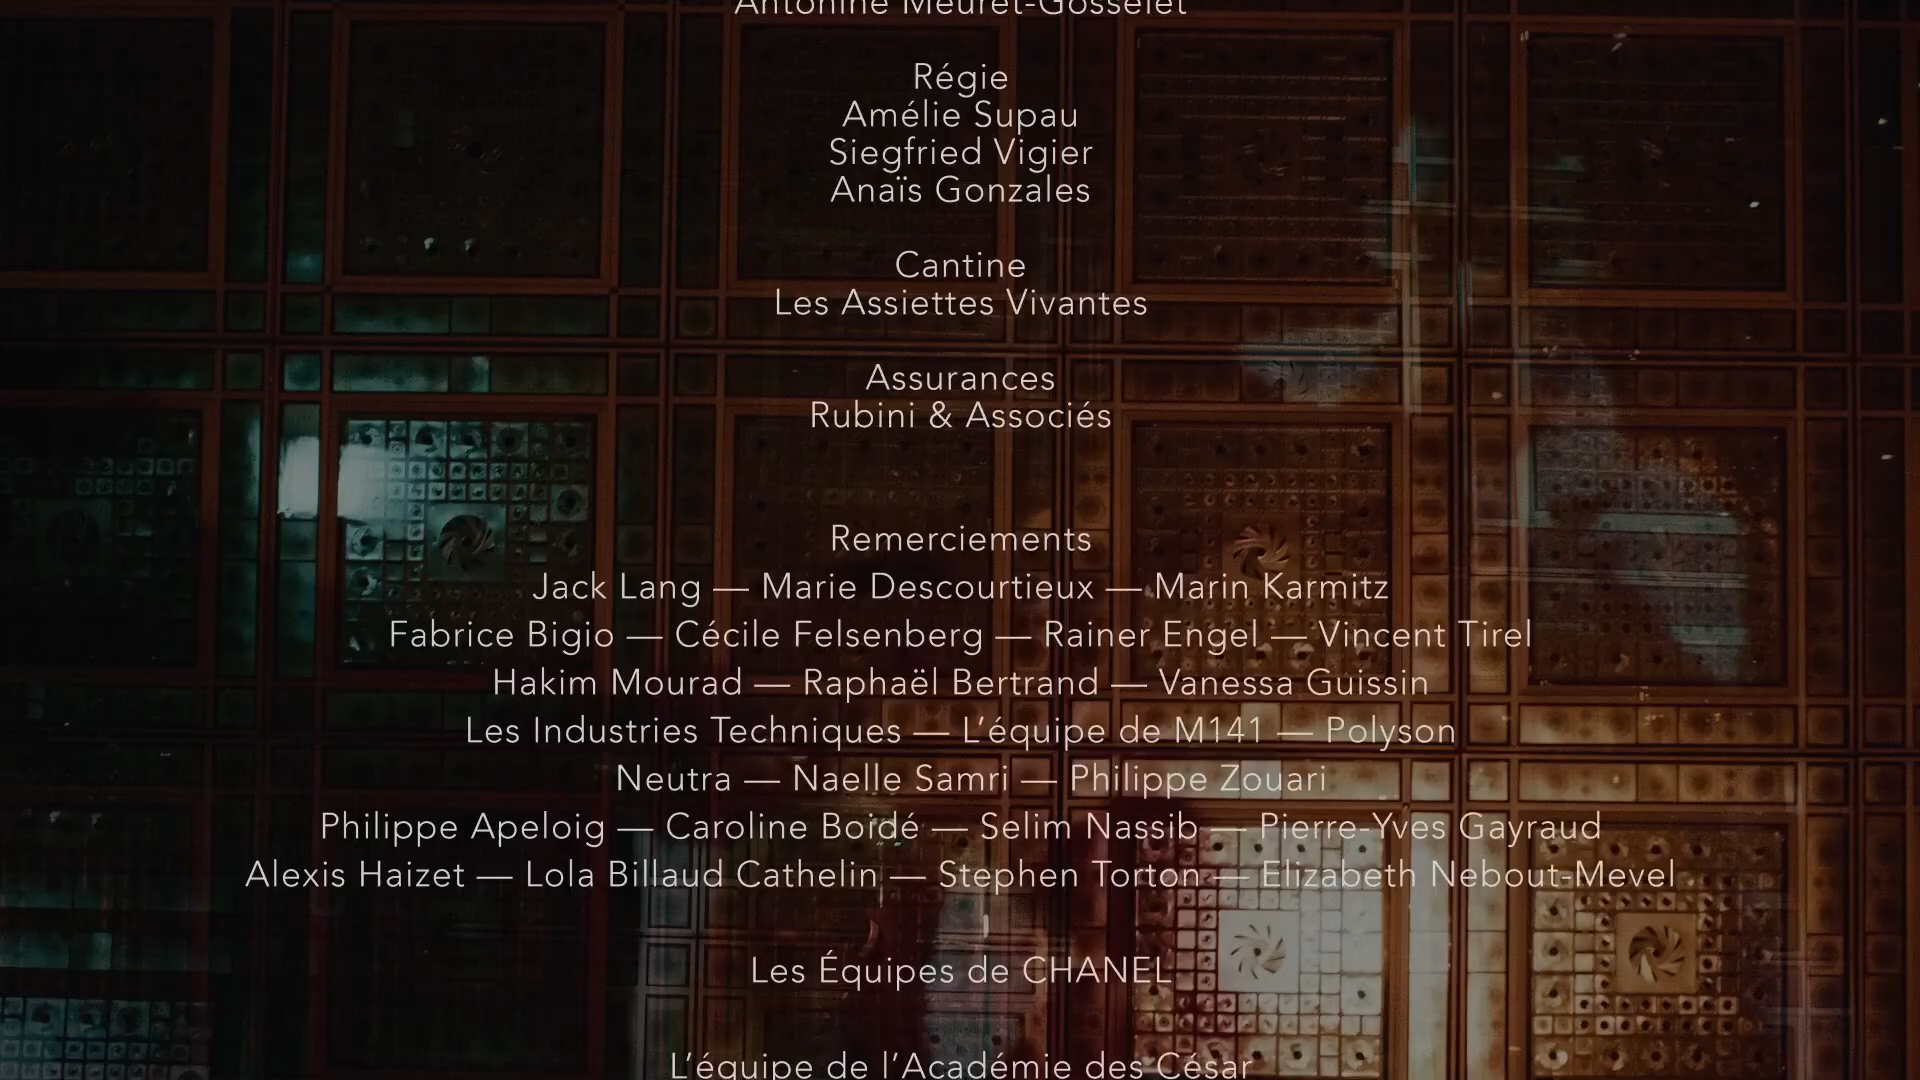 Antonine Meuret-Gosselet
Régie
Amélie Supau
Siegfried Vigier
Anaïs Gonzales
Cantine
Les Assiettes Vivantes
Assurances
Rubini & Associés
Remerciements
Jack Lang — Marie Descourtieux — Marin Karmitz
Fabrice Bigio — Cécile Felsenberg — Rainer Engel — Vincent Tirel
Hakim Mourad — Raphaël Bertrand — Vanessa Guissin
Les Industries Techniques — L’équipe de M141 — Polyson
Neutra — Naelle Samri — Philippe Zouari
Philippe Apeloig — Caroline Boidé — Selim Nassib — Pierre-Yves Gayraud
Alexis Haizet — Lola Billaud Cathelin — Stephen Torton — Elizabeth Nebout-Mevel
Les Équipes de CHANEL
L’équipe de l’Académie des César